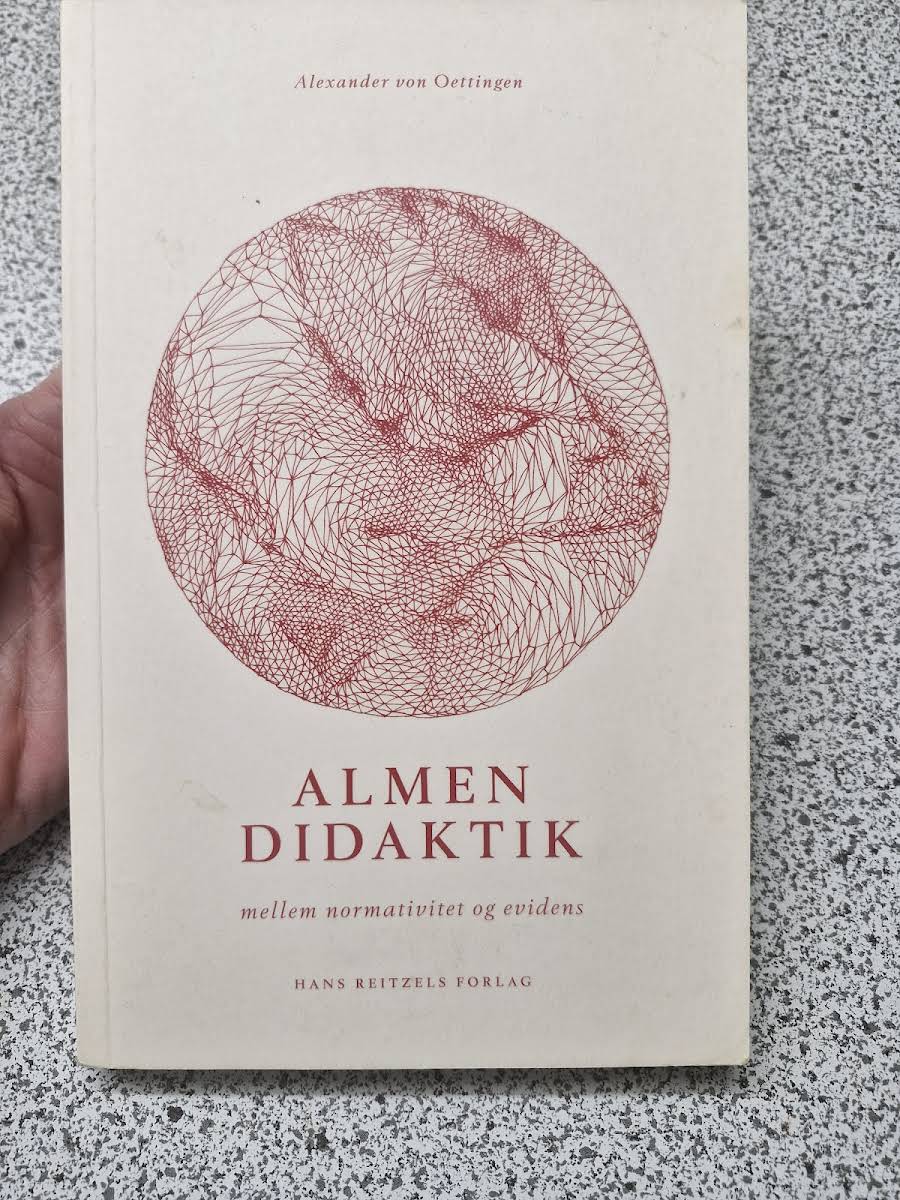 Alexander von Oettingen
ALMEN
DIDAKTIK
mellem normativitet og evidens
HANS REITZELS FORLAG